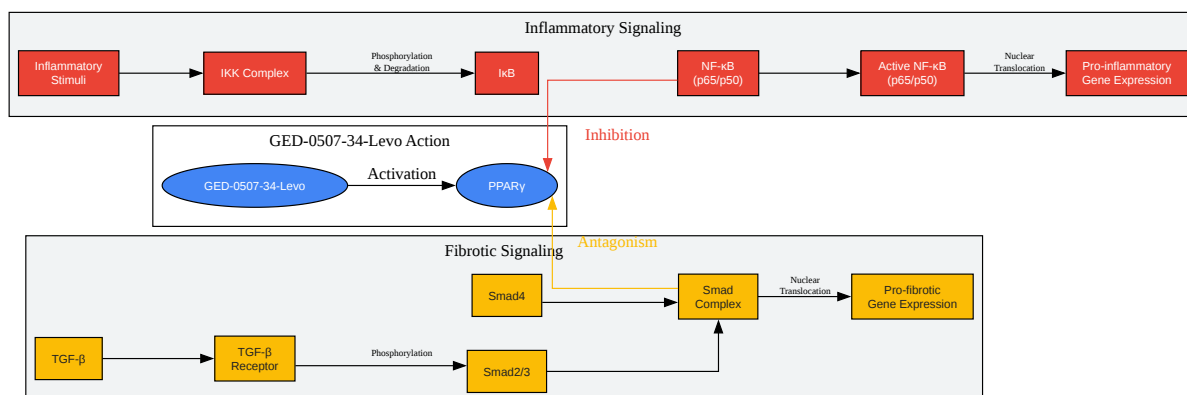 Inflammatory Signaling
Inflammatory
Stimuli
IKK Complex
Phosphorylation
& Degradation
IκB
NF-κB
(p65/p50)
Active NF-κB
(p65/p50)
Nuclear
Translocation
Pro-inflammatory
Gene Expression
Inhibition
GED-0507-34-Levo Action
GED-0507-34-Levo
Activation
PPARγ
Antagonism
Fibrotic Signaling
Smad4
Smad
Complex
Nuclear
Translocation
Pro-fibrotic
Gene Expression
TGF-β
TGF-β
Receptor
Phosphorylation
Smad2/3